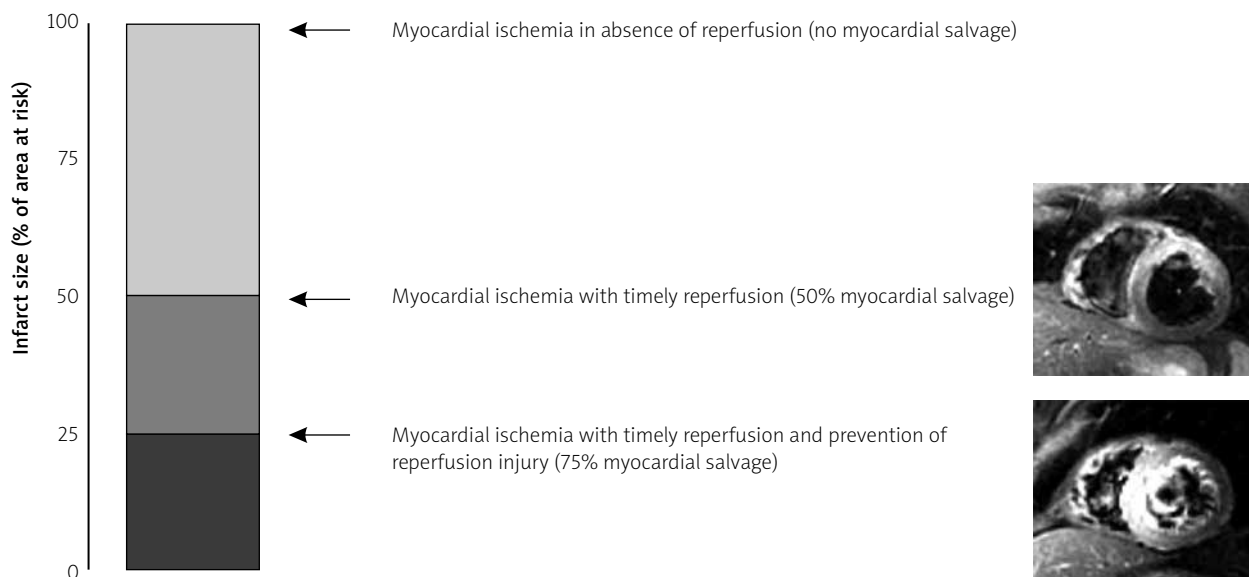 Infarct size (% of area at risk)
100
75
50
25
0
Myocardial ischemia in absence of reperfusion (no myocardial salvage)
Myocardial ischemia with timely reperfusion (50% myocardial salvage)
Myocardial ischemia with timely reperfusion and prevention of
reperfusion injury (75% myocardial salvage)